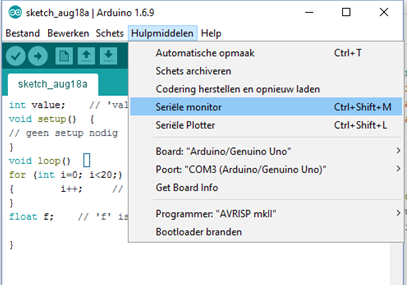 sketch_aug18a | Arduino 1.6.9
Bestand Bewerken Schets Hulpmiddelen Help
Automatische opmaak Ctrl+T
Schets archiveren
Codering herstellen en opnieuw laden
Seriële monitor Ctrl+Shift+M
Seriële Plotter Ctrl+Shift+L
Board: "Arduino/Genuino Uno"
Poort: "COM3 (Arduino/Genuino Uno)"
Get Board Info
Programmer: "AVRISP mkII"
Bootloader branden
sketch_aug18a
int value; // 'val
void setup() {
// geen setup nodig
}
void loop()
for (int i=0; i<20;)
{ i++; //
}
float f; // 'f' is
}